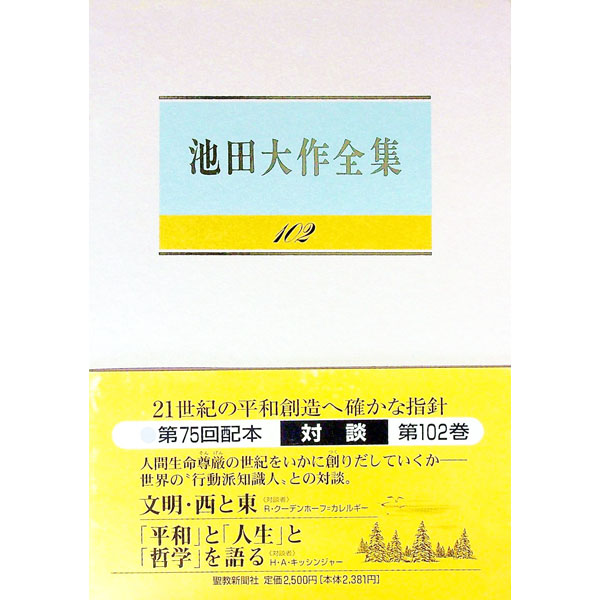 池田大作全集
102
21世紀の平和創造へ確かな指針
第75回配本 対談 第102巻
人間生命尊厳の世紀をいかに創りだしていくか──
世界の“行動派知識人”との対談。
文明・西と東〈対談者〉R・クーデンホーフ=カレルギー
「平和」と「人生」と
「哲学」を語る〈対談者〉H・A・キッシンジャー
聖教新聞社 定価2,500円[本体2,381円]